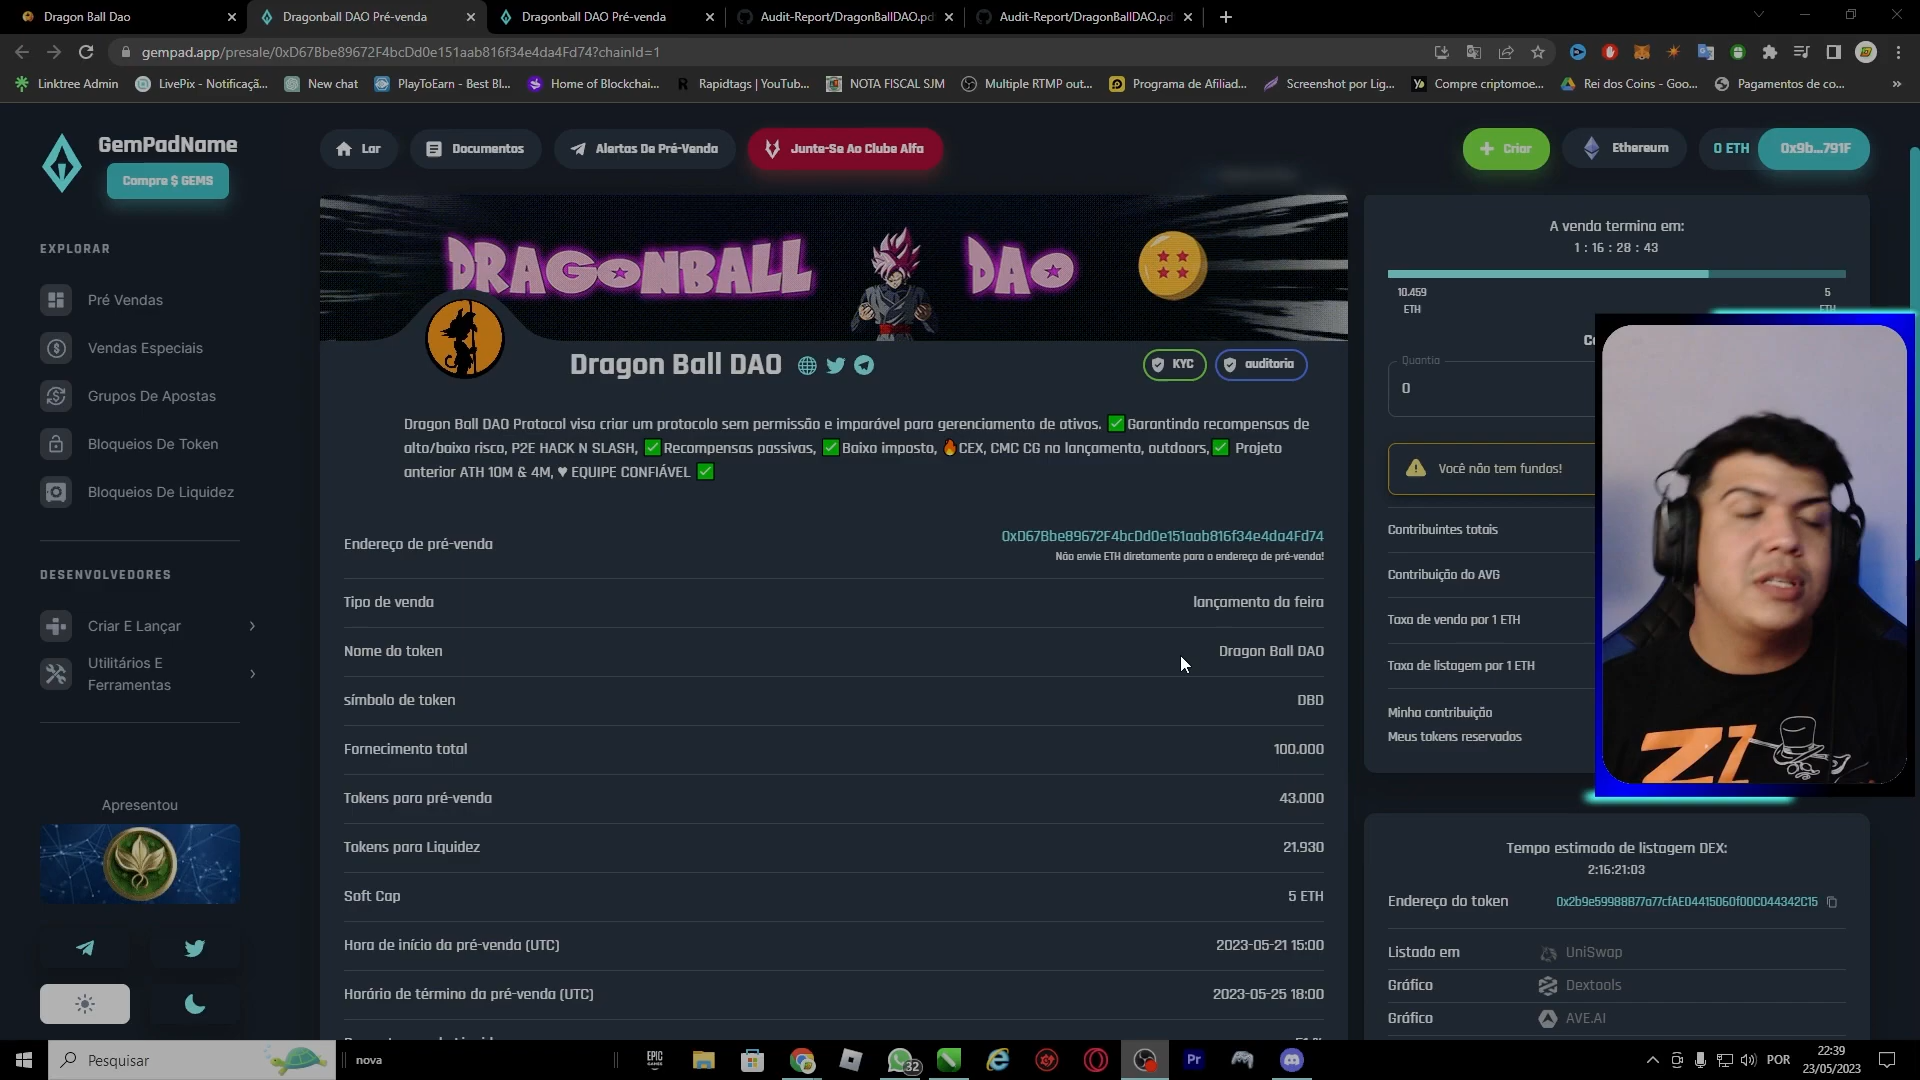 Dragon Ball Dao
Dragonball DAO Pré-venda
Dragonball DAO Pré-venda
Audit-Report/DragonBallDAO.pd
Audit-Report/DragonBallDAO.pd
gempad.app/presale/0xD67Bbe89672F4bcDd0e151aab816f34e4da4Fd74?chainId=1
Linktree Admin
LivePix - Notificaçã...
New chat
PlayToEarn - Best Bl...
Home of Blockchai...
Rapidtags | YouTub...
NOTA FISCAL SJM
Multiple RTMP out...
Programa de Afiliad...
Screenshot por Lig...
Compre criptomoe...
Rei dos Coins - Goo...
Pagamentos de co...
»
GemPadName
Compre $ GEMS
Lar
Documentos
Alertas De Pré-Venda
Junte-Se Ao Clube Alfa
Criar
Ethereum
0 ETH
0x9b...791F
EXPLORAR
Pré Vendas
Vendas Especiais
Grupos De Apostas
Bloqueios De Token
Bloqueios De Liquidez
DESENVOLVEDORES
Criar E Lançar
Utilitários E
Ferramentas
Apresentou
DRAGONBALL DAO
Dragon Ball DAO
KYC
auditoria
Dragon Ball DAO Protocol visa criar um protocolo sem permissão e imparável para gerenciamento de ativos. ✅Garantindo recompensas de
alto/baixo risco, P2E HACK N SLASH, ✅Recompensas passivas, ✅Baixo imposto, 🔥CEX, CMC CG no lançamento, outdoors,✅ Projeto
anterior ATH 10M & 4M, ♥ EQUIPE CONFIÁVEL ✅
Endereço de pré-venda
0xD67Bbe89672F4bcDd0e151aab816f34e4da4Fd74
Não envie ETH diretamente para o endereço de pré-venda!
Tipo de venda
lançamento da feira
Nome do token
Dragon Ball DAO
símbolo de token
DBD
Fornecimento total
100.000
Tokens para pré-venda
43.000
Tokens para Liquidez
21.930
Soft Cap
5 ETH
Hora de início da pré-venda (UTC)
2023-05-21 15:00
Horário de término da pré-venda (UTC)
2023-05-25 18:00
A venda termina em:
1 : 16 : 28 : 43
10.459
ETH
5
ETH
Quantia
0
Você não tem fundos!
Contribuintes totais
Contribuição do AVG
Taxa de venda por 1 ETH
Taxa de listagem por 1 ETH
Minha contribuição
Meus tokens reservados
Tempo estimado de listagem DEX:
2:16:21:03
Endereço do token
0x2b9e59988B77a77cfAE04415060f00C044342C15
Listado em
UniSwap
Gráfico
Dextools
Gráfico
AVE.AI
Pesquisar
nova
EPIC
GAMES
32
Pr
POR
22:39
23/05/2023